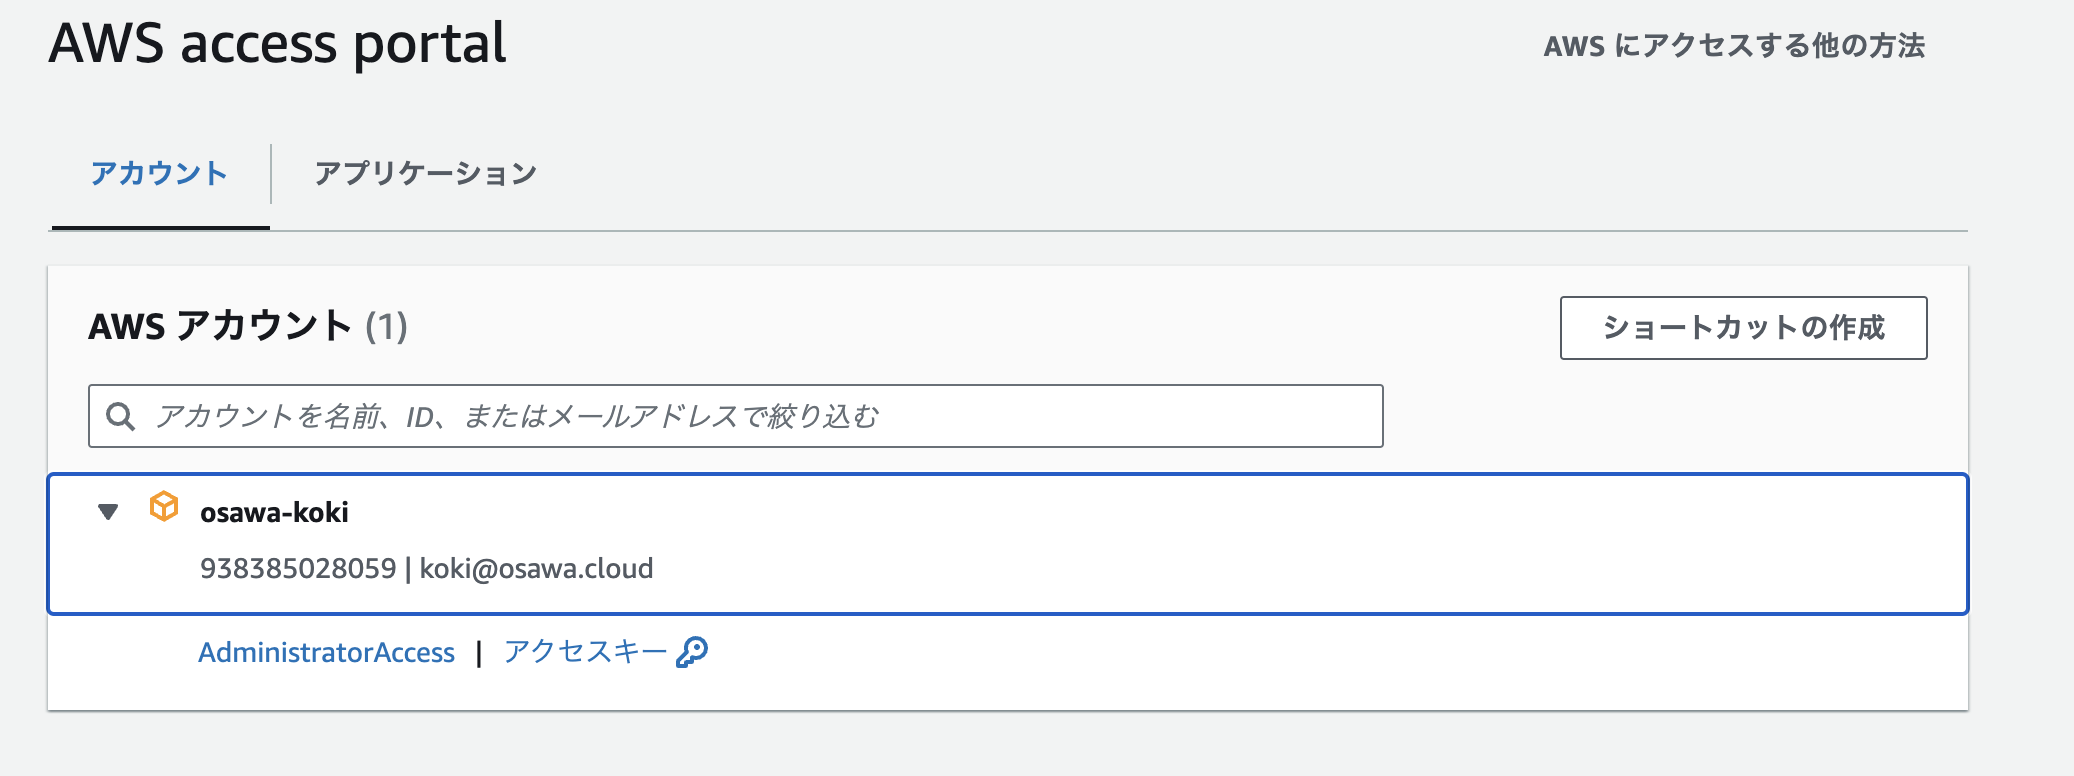 AWS access portal
AWS にアクセスする他の方法
アカウント
アプリケーション
AWS アカウント (1)
ショートカットの作成
アカウントを名前、ID、またはメールアドレスで絞り込む
osawa-koki
938385028059 | koki@osawa.cloud
AdministratorAccess | アクセスキー